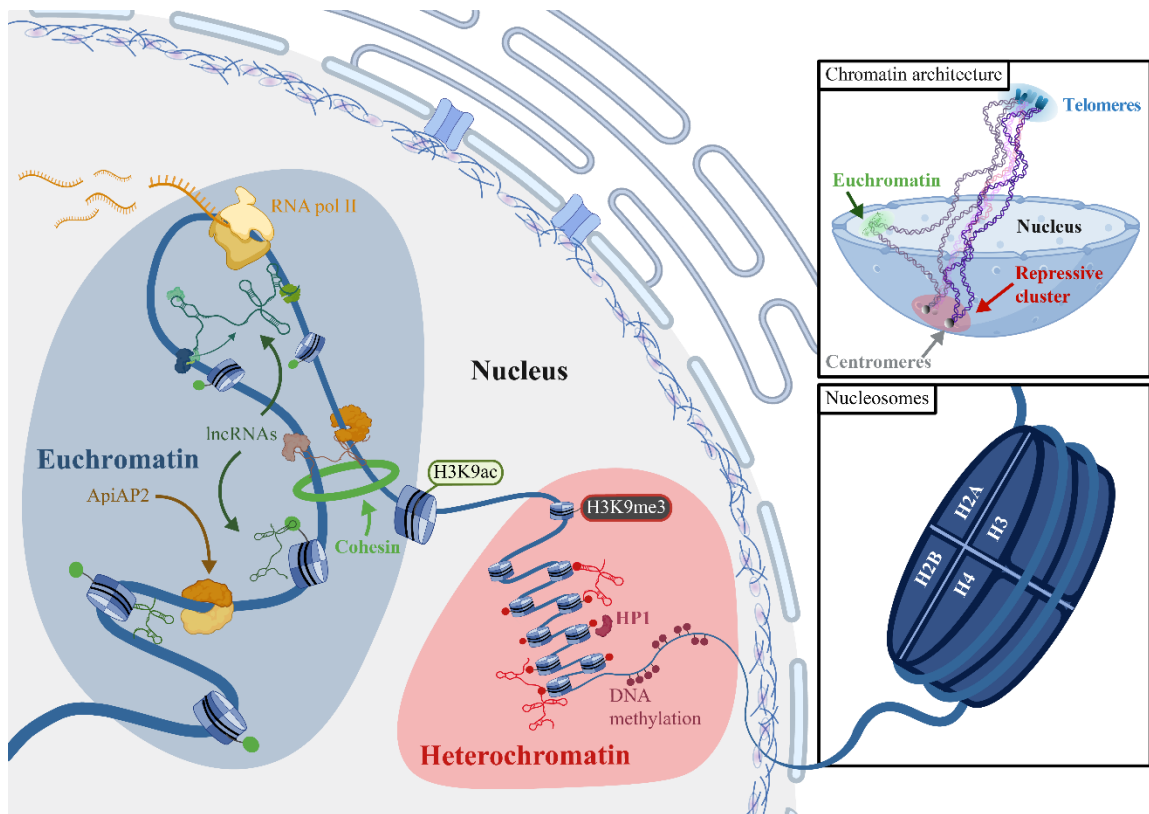 RNA pol II
Nucleus
lncRNAs
Euchromatin
ApiAP2
H3K9ac
Cohesin
H3K9me3
HP1
DNA
methylation
Heterochromatin
Chromatin architecture
Telomeres
Euchromatin
Nucleus
Repressive
cluster
Centromeres
Nucleosomes
H2A
H3
H2B
H4